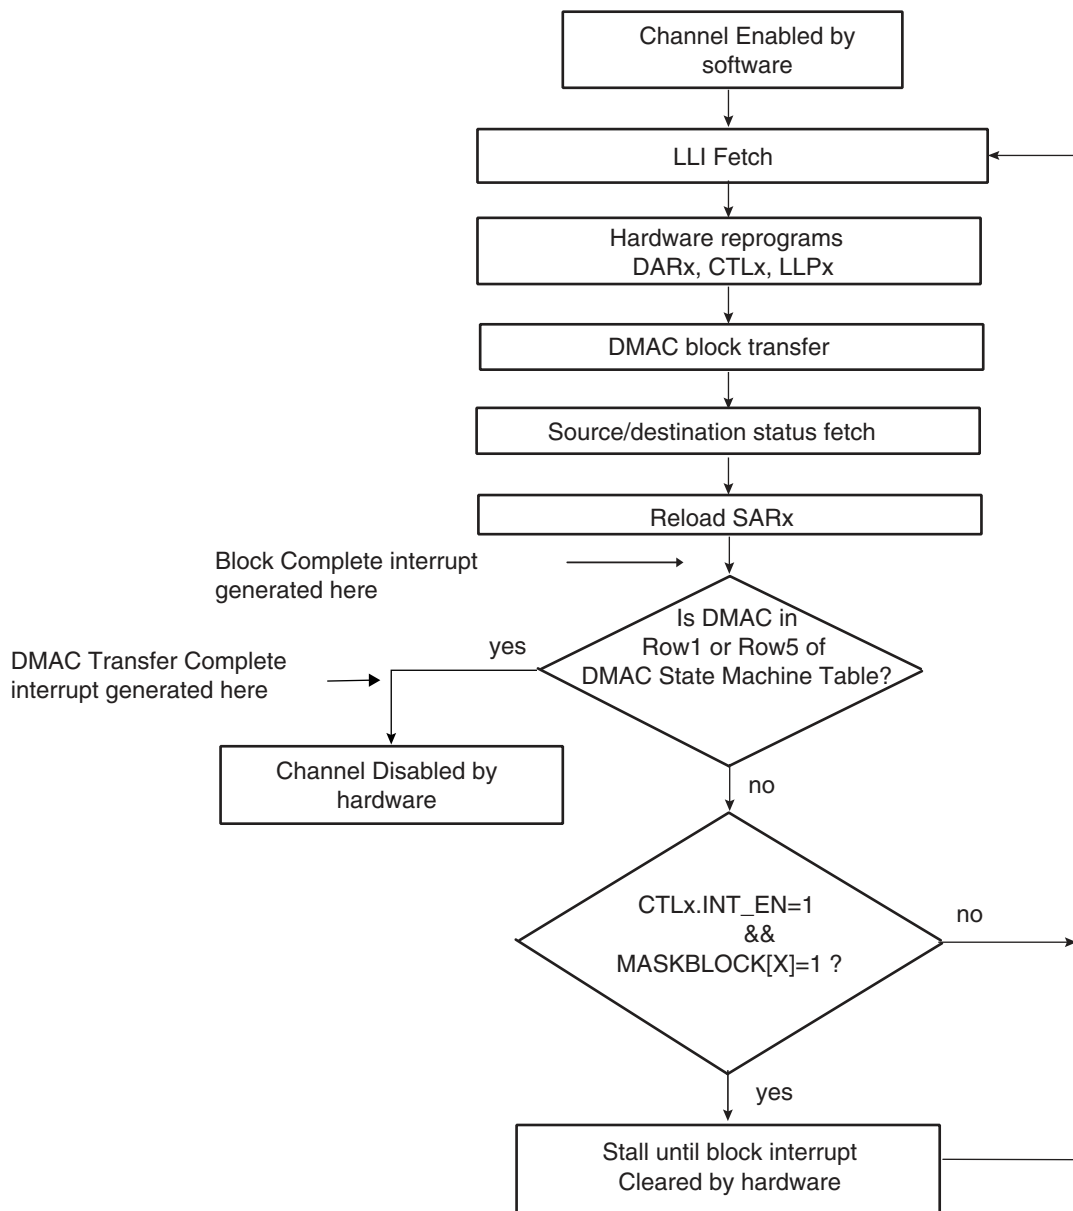 Channel Enabled by
software
LLI Fetch
Hardware reprograms
DARx, CTLx, LLPx
DMAC block transfer
Source/destination status fetch
Reload SARx
Block Complete interrupt
generated here
Is DMAC in
Row1 or Row5 of
DMAC State Machine Table?
yes
DMAC Transfer Complete
interrupt generated here
Channel Disabled by
hardware
no
CTLx.INT_EN=1
&&
MASKBLOCK[X]=1 ?
no
yes
Stall until block interrupt
Cleared by hardware